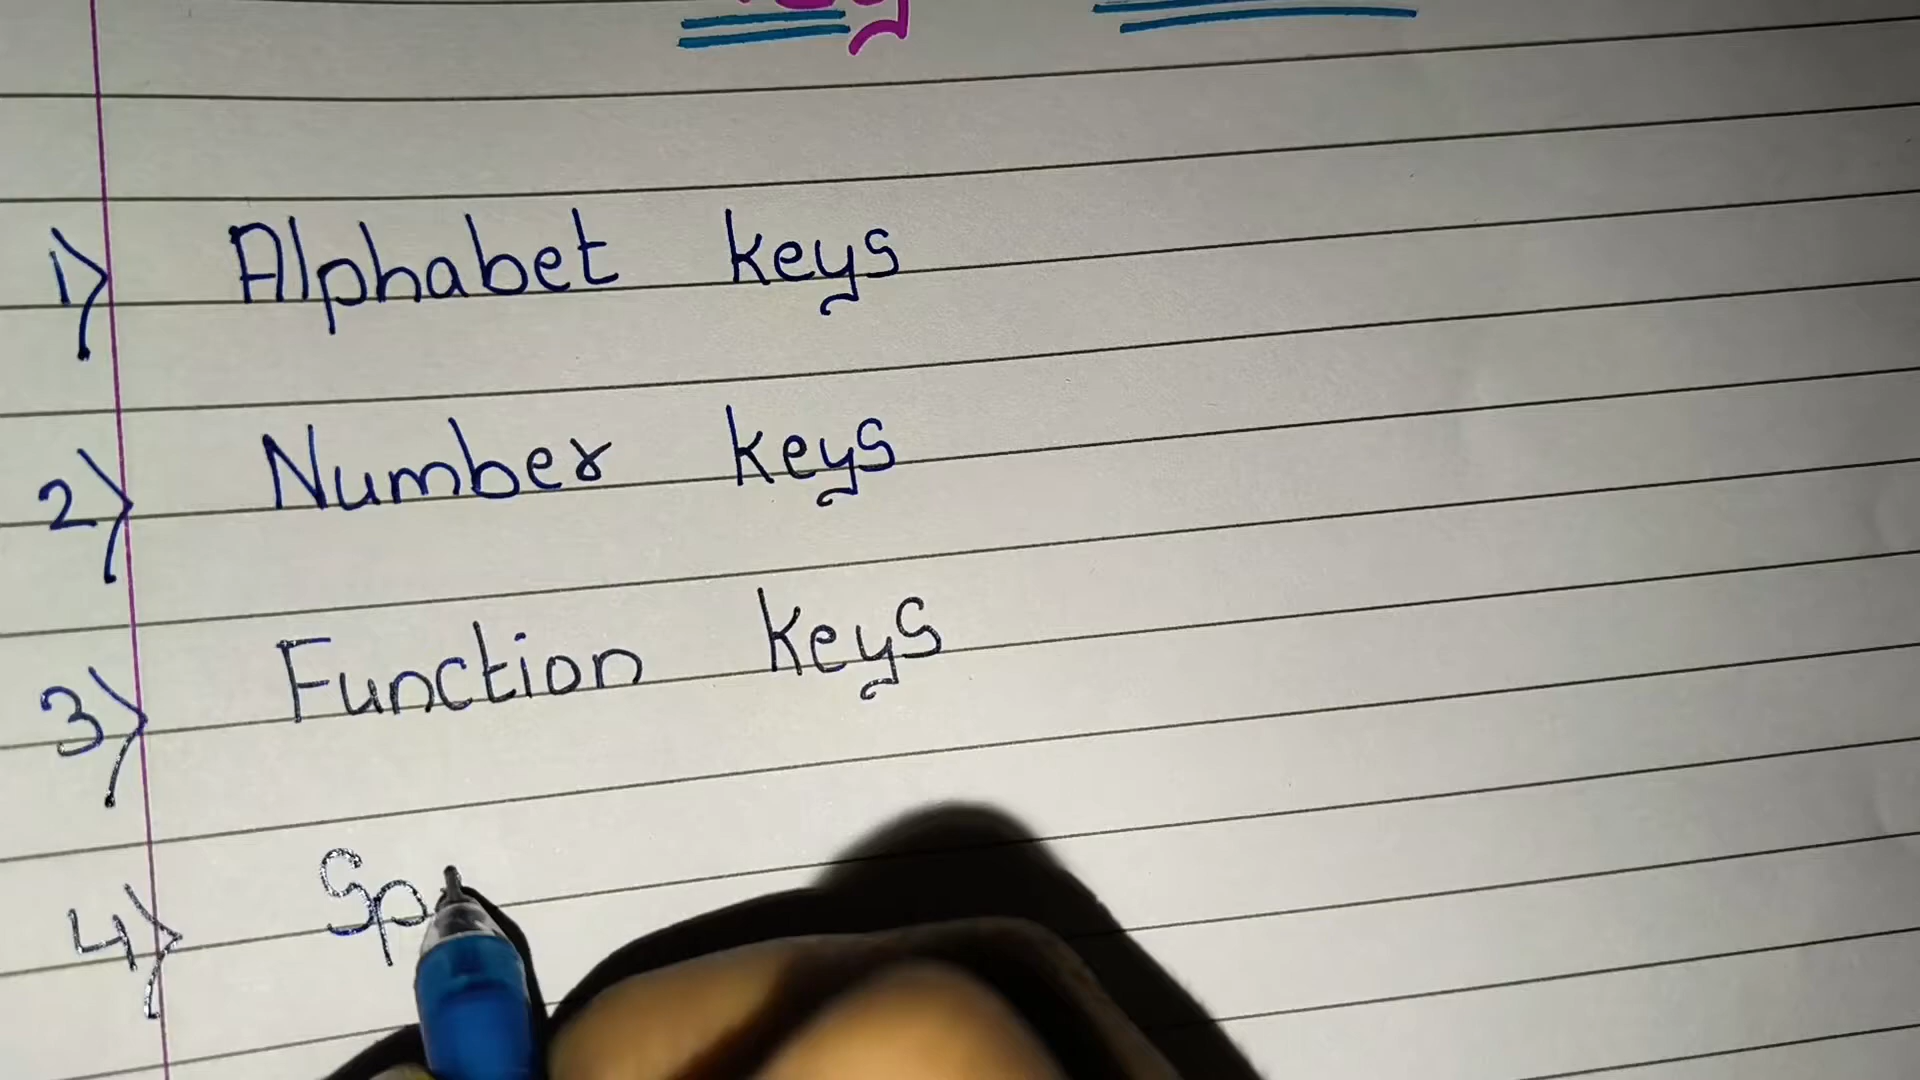 1) Alphabet keys
2) Number keys
3) Function keys
4) Sp